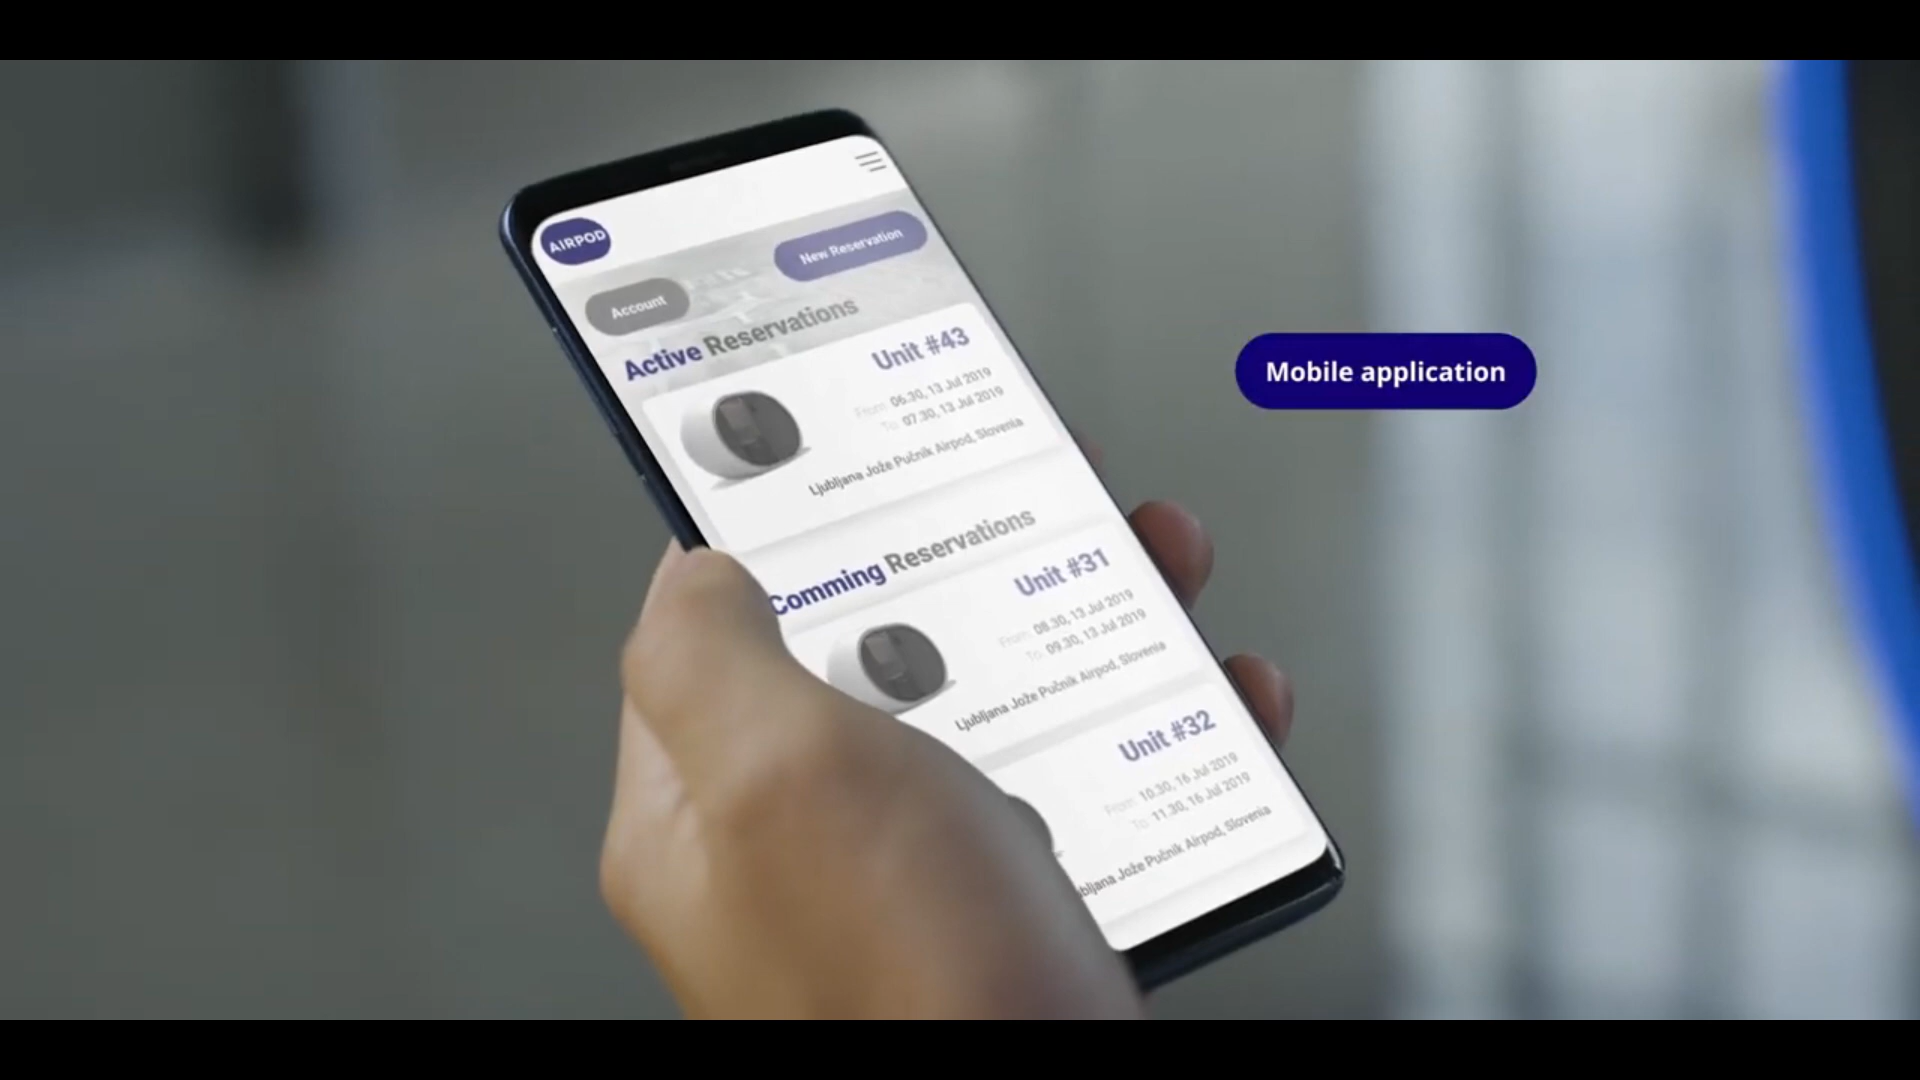 AIRPOD
Account
New Reservation
Active Reservations
Unit #43
From: 06.30, 13 Jul 2019
To: 07.30, 13 Jul 2019
Ljubljana Jože Pučnik Airpod, Slovenia
Mobile application
Comming Reservations
Unit #31
From: 08.30, 13 Jul 2019
To: 09.30, 13 Jul 2019
Ljubljana Jože Pučnik Airpod, Slovenia
Unit #32
From: 10.30, 16 Jul 2019
To: 11.30, 16 Jul 2019
bljana Jože Pučnik Airpod, Slovenia